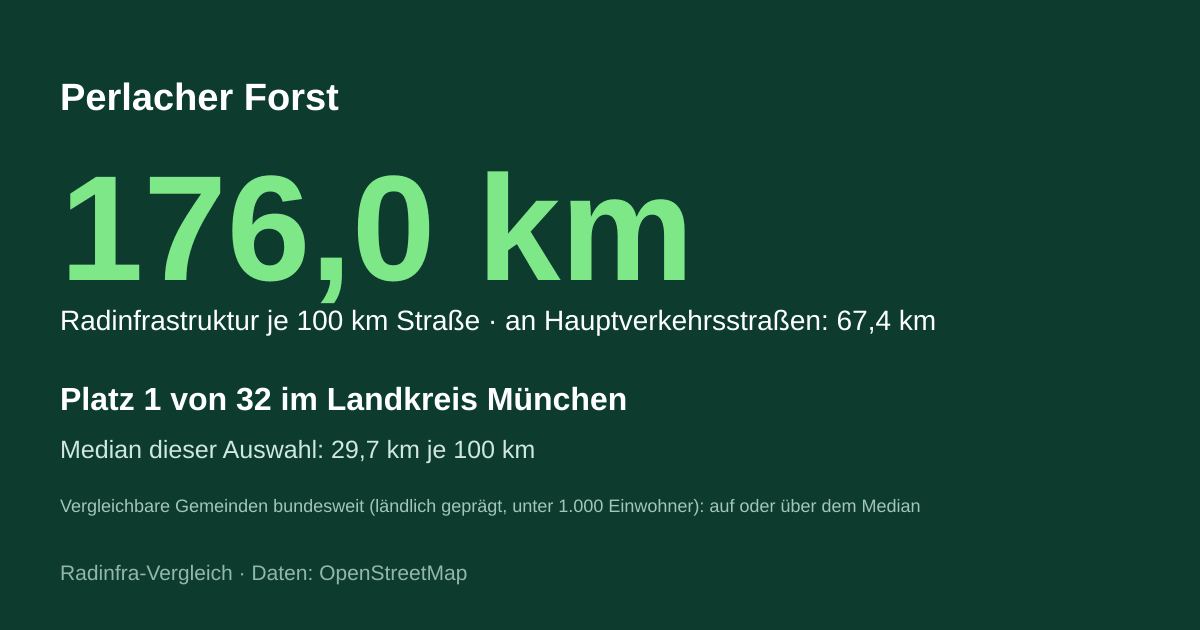 Perlacher Forst
176,0 km
Radinfrastruktur je 100 km Straße · an Hauptverkehrsstraßen: 67,4 km
Platz 1 von 32 im Landkreis München
Median dieser Auswahl: 29,7 km je 100 km
Vergleichbare Gemeinden bundesweit (ländlich geprägt, unter 1.000 Einwohner): auf oder über dem Median
Radinfra-Vergleich · Daten: OpenStreetMap